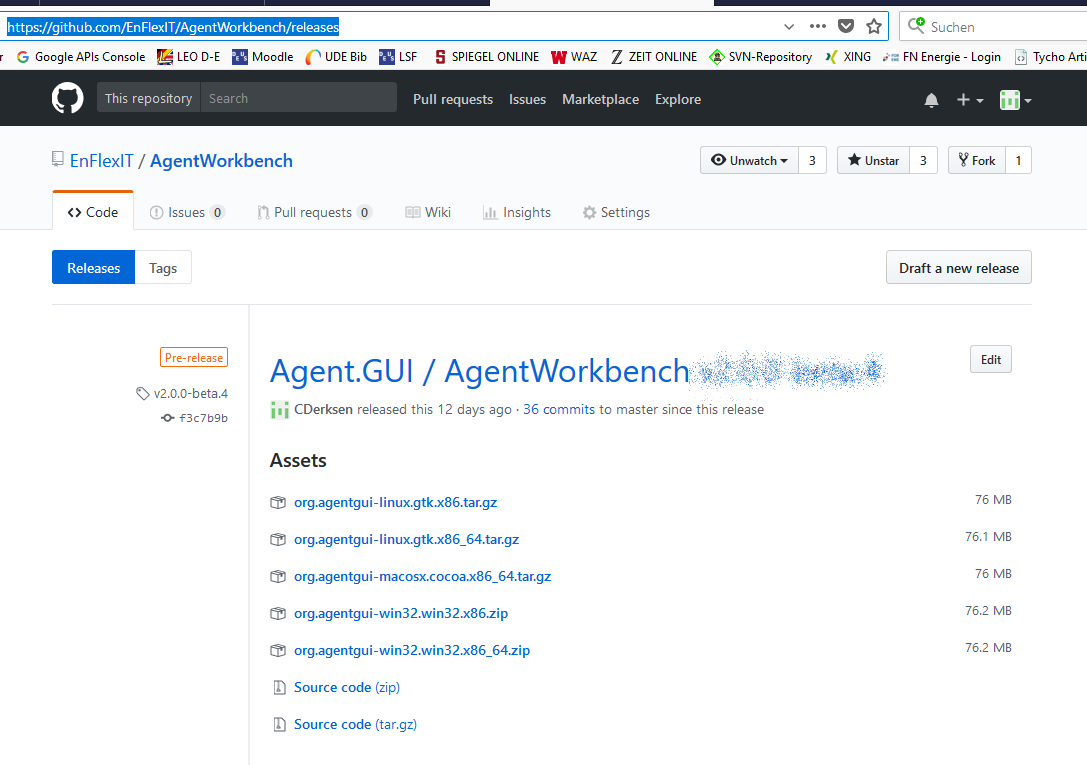 https://github.com/EnFlexIT/AgentWorkbench/releases
Suchen
Google APIs Console LEO D-E Moodle UDE Bib LSF SPIEGEL ONLINE WAZ ZEIT ONLINE SVN-Repository XING FN Energie - Login Tycho Arti
This repository Search Pull requests Issues Marketplace Explore
EnFlexIT / AgentWorkbench
Unwatch 3 Unstar 3 Fork 1
Code Issues 0 Pull requests 0 Wiki Insights Settings
Releases Tags
Draft a new release
Pre-release
v2.0.0-beta.4
f3c7b9b
Agent.GUI / AgentWorkbench
Edit
CDerksen released this 12 days ago · 36 commits to master since this release
Assets
org.agentgui-linux.gtk.x86.tar.gz 76 MB
org.agentgui-linux.gtk.x86_64.tar.gz 76.1 MB
org.agentgui-macosx.cocoa.x86_64.tar.gz 76 MB
org.agentgui-win32.win32.x86.zip 76.2 MB
org.agentgui-win32.win32.x86_64.zip 76.2 MB
Source code (zip)
Source code (tar.gz)